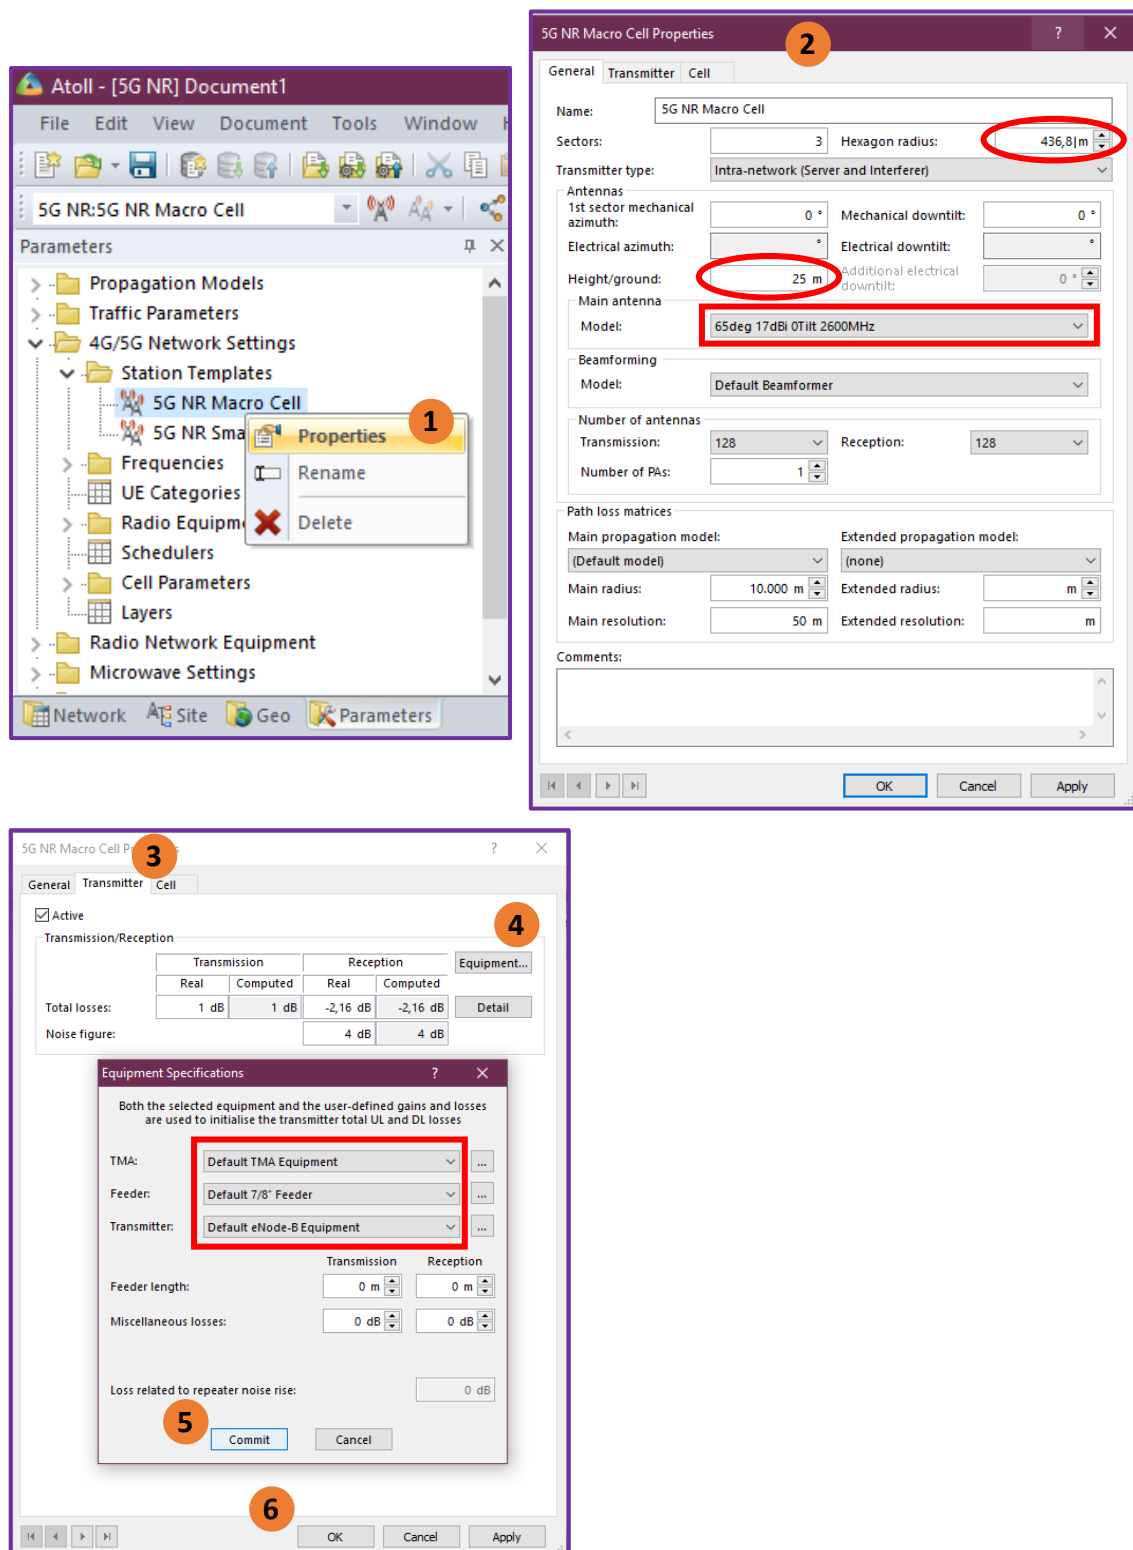 Atoll - [5G NR] Document1
File Edit View Document Tools Window
5G NR:5G NR Macro Cell
Parameters
Propagation Models
Traffic Parameters
4G/5G Network Settings
Station Templates
5G NR Macro Cell
5G NR Sma
Frequencies
UE Categories
Radio Equipm
Schedulers
Cell Parameters
Layers
Radio Network Equipment
Microwave Settings
1
Properties
Rename
Delete
Network Site Geo Parameters
5G NR Macro Cell Properties ?
2
General Transmitter Cell
Name: 5G NR Macro Cell
Sectors: 3 Hexagon radius: 436,8 m
Transmitter type: Intra-network (Server and Interferer)
Antennas
1st sector mechanical azimuth: 0 ° Mechanical downtilt: 0 °
Electrical azimuth: ° Electrical downtilt: °
Height/ground: 25 m Additional electrical downtilt: 0 °
Main antenna
Model: 65deg 17dBi 0Tilt 2600MHz
Beamforming
Model: Default Beamformer
Number of antennas
Transmission: 128 Reception: 128
Number of PAs: 1
Path loss matrices
Main propagation model: Extended propagation model:
(Default model) (none)
Main radius: 10.000 m Extended radius: m
Main resolution: 50 m Extended resolution: m
Comments:
OK Cancel Apply
5G NR Macro Cell P ?
3
General Transmitter Cell
Active
4
Transmission/Reception
Transmission Reception Equipment...
Real Computed Real Computed
Total losses: 1 dB 1 dB -2,16 dB -2,16 dB Detail
Noise figure: 4 dB 4 dB
Equipment Specifications ?
Both the selected equipment and the user-defined gains and losses
are used to initialise the transmitter total UL and DL losses
TMA: Default TMA Equipment ...
Feeder: Default 7/8" Feeder ...
Transmitter: Default eNode-B Equipment ...
Transmission Reception
Feeder length: 0 m 0 m
Miscellaneous losses: 0 dB 0 dB
Loss related to repeater noise rise: 0 dB
5
Commit Cancel
6
OK Cancel Apply